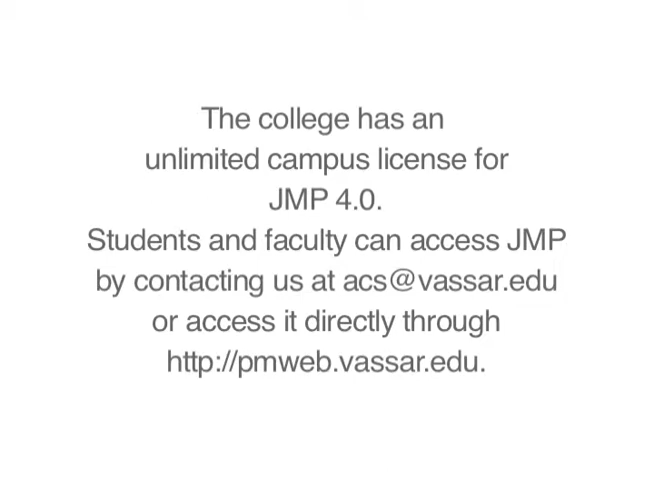 The college has an
unlimited campus license for
JMP 4.0.
Students and faculty can access JMP
by contacting us at acs@vassar.edu
or access it directly through
http://pmweb.vassar.edu.